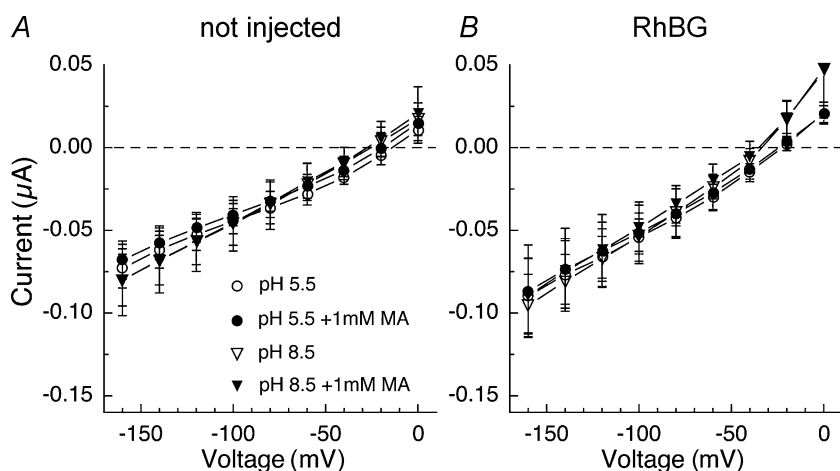 A not injected
B RhBG
Current (µA)
0.05
0.00
-0.05
-0.10
-0.15
pH 5.5
pH 5.5 +1mM MA
pH 8.5
pH 8.5 +1mM MA
-150 -100 -50 0
Voltage (mV)
0.05
0.00
-0.05
-0.10
-0.15
-150 -100 -50 0
Voltage (mV)